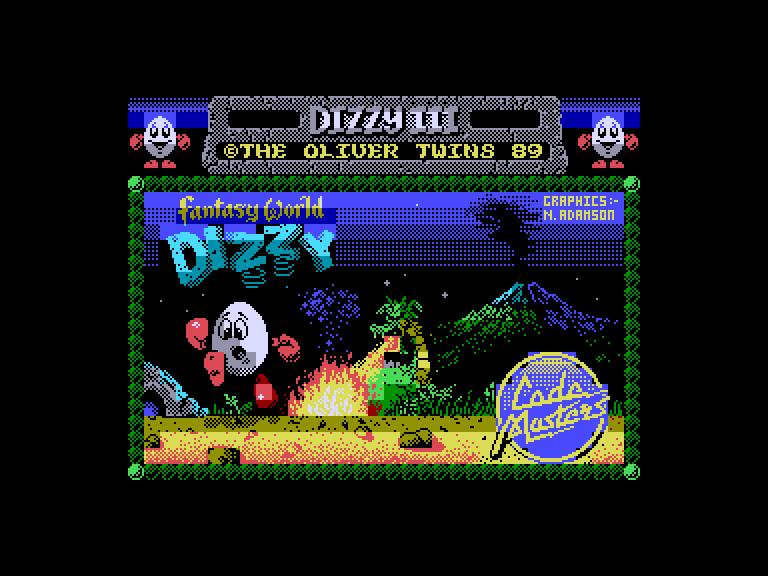 DIZZY III
©THE OLIVER TWINS 89
fantasy World
DIZZY
GRAPHICS:-
N.ADAMSON
Code
Masters